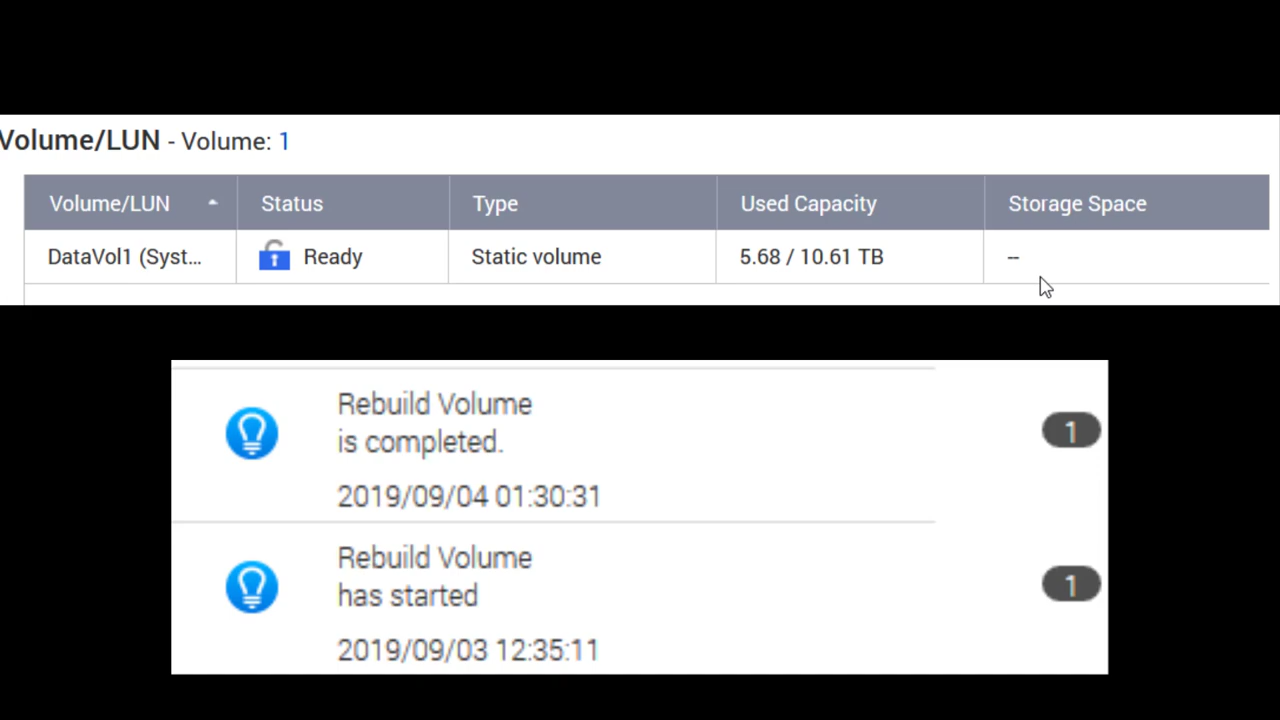 Volume/LUN - Volume: 1
Volume/LUN Status Type Used Capacity Storage Space
DataVol1 (Syst... Ready Static volume 5.68 / 10.61 TB --
Rebuild Volume
is completed.
1
2019/09/04 01:30:31
Rebuild Volume
has started
1
2019/09/03 12:35:11